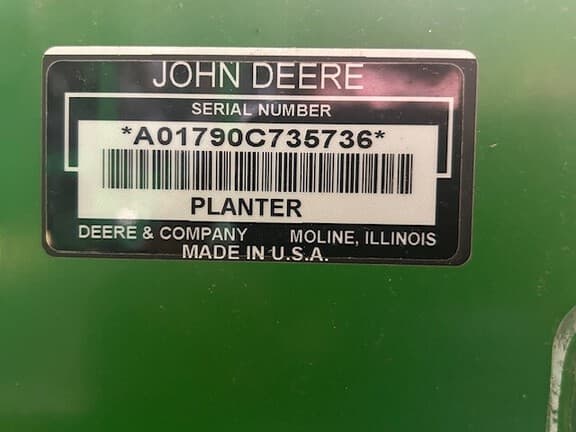 JOHN DEERE
SERIAL NUMBER
*A01790C735736*
PLANTER
DEERE & COMPANY MOLINE, ILLINOIS
MADE IN U.S.A.